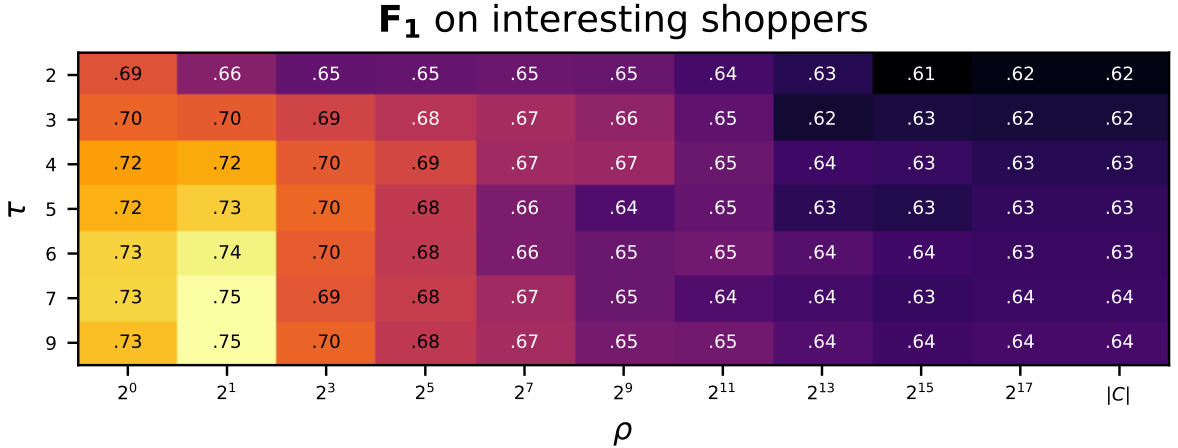 F₁ on interesting shoppers
τ
2 .69 .66 .65 .65 .65 .65 .64 .63 .61 .62 .62
3 .70 .70 .69 .68 .67 .66 .65 .62 .63 .62 .62
4 .72 .72 .70 .69 .67 .67 .65 .64 .63 .63 .63
5 .72 .73 .70 .68 .66 .64 .65 .63 .63 .63 .63
6 .73 .74 .70 .68 .66 .65 .65 .64 .64 .63 .63
7 .73 .75 .69 .68 .67 .65 .64 .64 .63 .64 .64
9 .73 .75 .70 .68 .67 .65 .65 .64 .64 .64 .64
2⁰ 2¹ 2³ 2⁵ 2⁷ 2⁹ 2¹¹ 2¹³ 2¹⁵ 2¹⁷ |C|
ρ